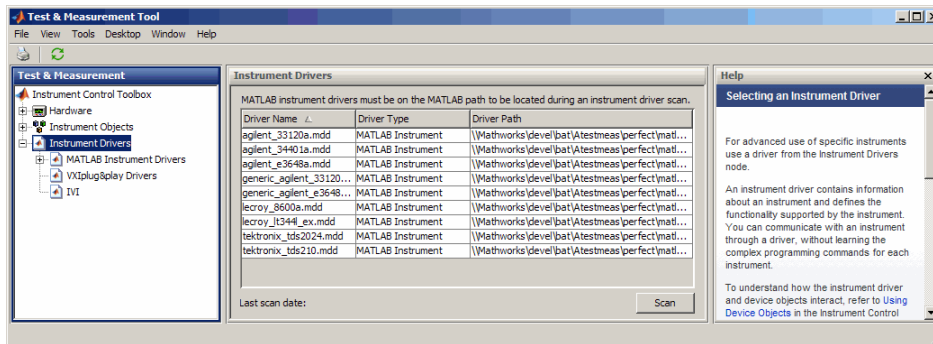 Test & Measurement Tool
File View Tools Desktop Window Help
Test & Measurement
Instrument Control Toolbox
Hardware
Instrument Objects
Instrument Drivers
MATLAB Instrument Drivers
VXIplug&play Drivers
IVI
Instrument Drivers
MATLAB instrument drivers must be on the MATLAB path to be located during an instrument driver scan.
Driver Name Driver Type Driver Path
agilent_33120a.mdd MATLAB Instrument \\Mathworks\devel\bat\Atestmeas\perfect\matl...
agilent_34401a.mdd MATLAB Instrument \\Mathworks\devel\bat\Atestmeas\perfect\matl...
agilent_e3648a.mdd MATLAB Instrument \\Mathworks\devel\bat\Atestmeas\perfect\matl...
generic_agilent_33120... MATLAB Instrument \\Mathworks\devel\bat\Atestmeas\perfect\matl...
generic_agilent_e3648... MATLAB Instrument \\Mathworks\devel\bat\Atestmeas\perfect\matl...
lecroy_8600a.mdd MATLAB Instrument \\Mathworks\devel\bat\Atestmeas\perfect\matl...
lecroy_lt344l_ex.mdd MATLAB Instrument \\Mathworks\devel\bat\Atestmeas\perfect\matl...
tektronix_tds2024.mdd MATLAB Instrument \\Mathworks\devel\bat\Atestmeas\perfect\matl...
tektronix_tds210.mdd MATLAB Instrument \\Mathworks\devel\bat\Atestmeas\perfect\matl...
Last scan date:
Scan
Help
Selecting an Instrument Driver
For advanced use of specific instruments
use a driver from the Instrument Drivers
node.
An instrument driver contains information
about an instrument and defines the
functionality supported by the instrument.
You can communicate with an instrument
through a driver, without learning the
complex programming commands for each
instrument.
To understand how the instrument driver
and device objects interact, refer to Using
Device Objects in the Instrument Control